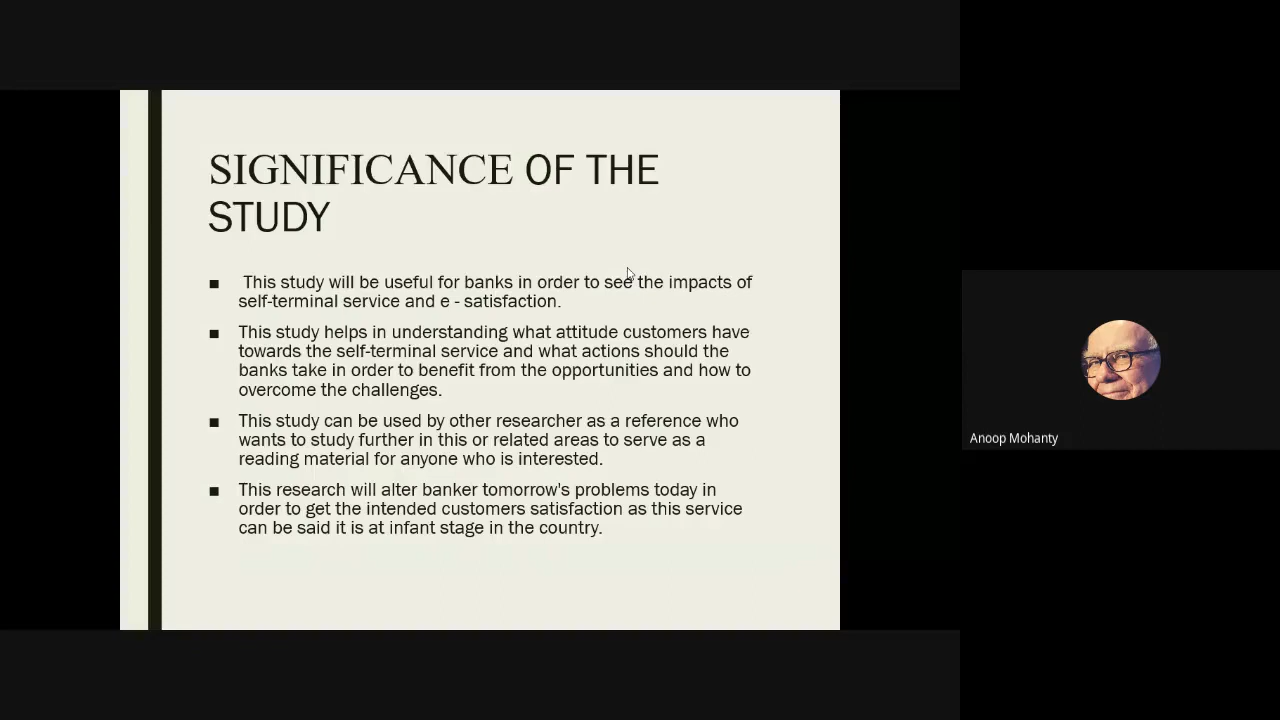 SIGNIFICANCE OF THE
STUDY
■ This study will be useful for banks in order to see the impacts of
self-terminal service and e - satisfaction.
■ This study helps in understanding what attitude customers have
towards the self-terminal service and what actions should the
banks take in order to benefit from the opportunities and how to
overcome the challenges.
■ This study can be used by other researcher as a reference who
wants to study further in this or related areas to serve as a
reading material for anyone who is interested.
■ This research will alter banker tomorrow's problems today in
order to get the intended customers satisfaction as this service
can be said it is at infant stage in the country.
Anoop Mohanty